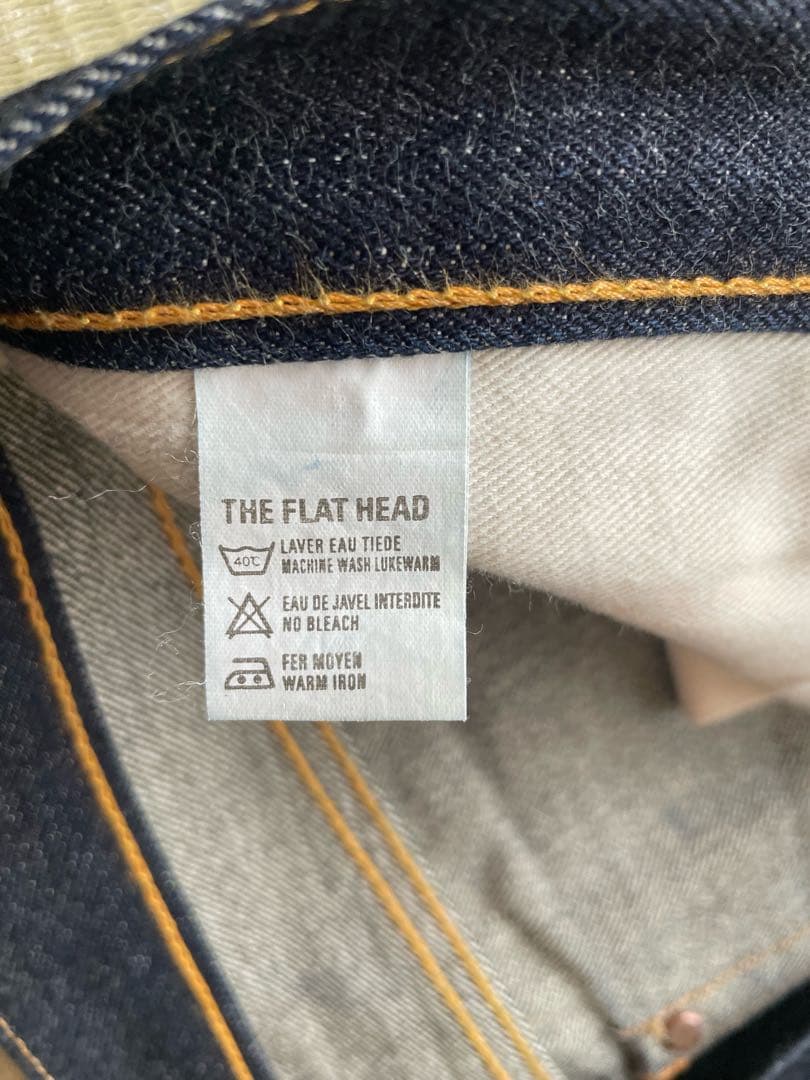 THE FLAT HEAD
40℃
LAVER EAU TIEDE
MACHINE WASH LUKEWARM
EAU DE JAVEL INTERDITE
NO BLEACH
FER MOYEN
WARM IRON